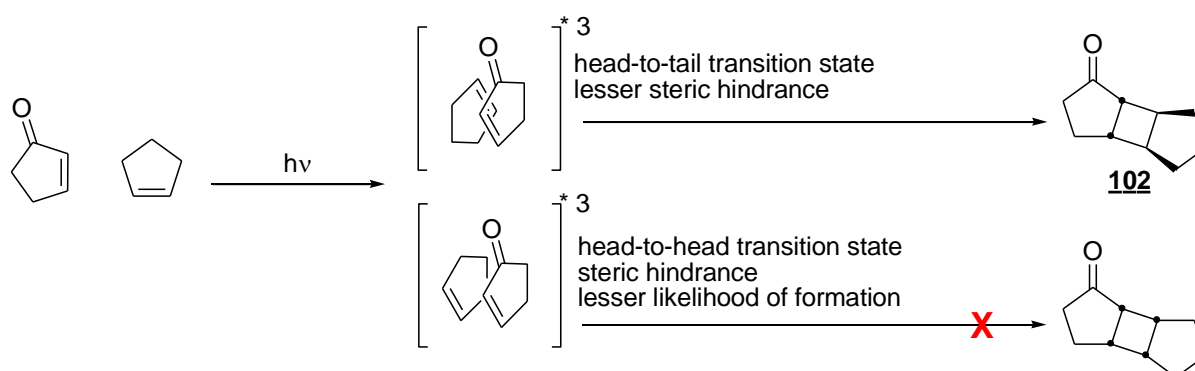 * 3
O
head-to-tail transition state
lesser steric hindrance
O
O
hν
102
* 3
O
head-to-head transition state
steric hindrance
lesser likelihood of formation
X
O